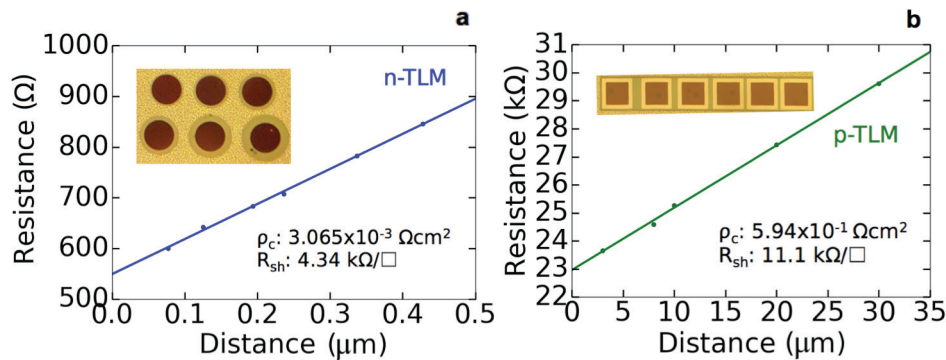 a
1000
900
800
700
600
500
Resistance (Ω)
n-TLM
ρc: 3.065x10⁻³ Ωcm²
Rsh: 4.34 kΩ/□
0.0 0.1 0.2 0.3 0.4 0.5
Distance (μm)
b
31
30
29
28
27
26
25
24
23
22
Resistance (kΩ)
p-TLM
ρc: 5.94x10⁻¹ Ωcm²
Rsh: 11.1 kΩ/□
0 5 10 15 20 25 30 35
Distance (μm)